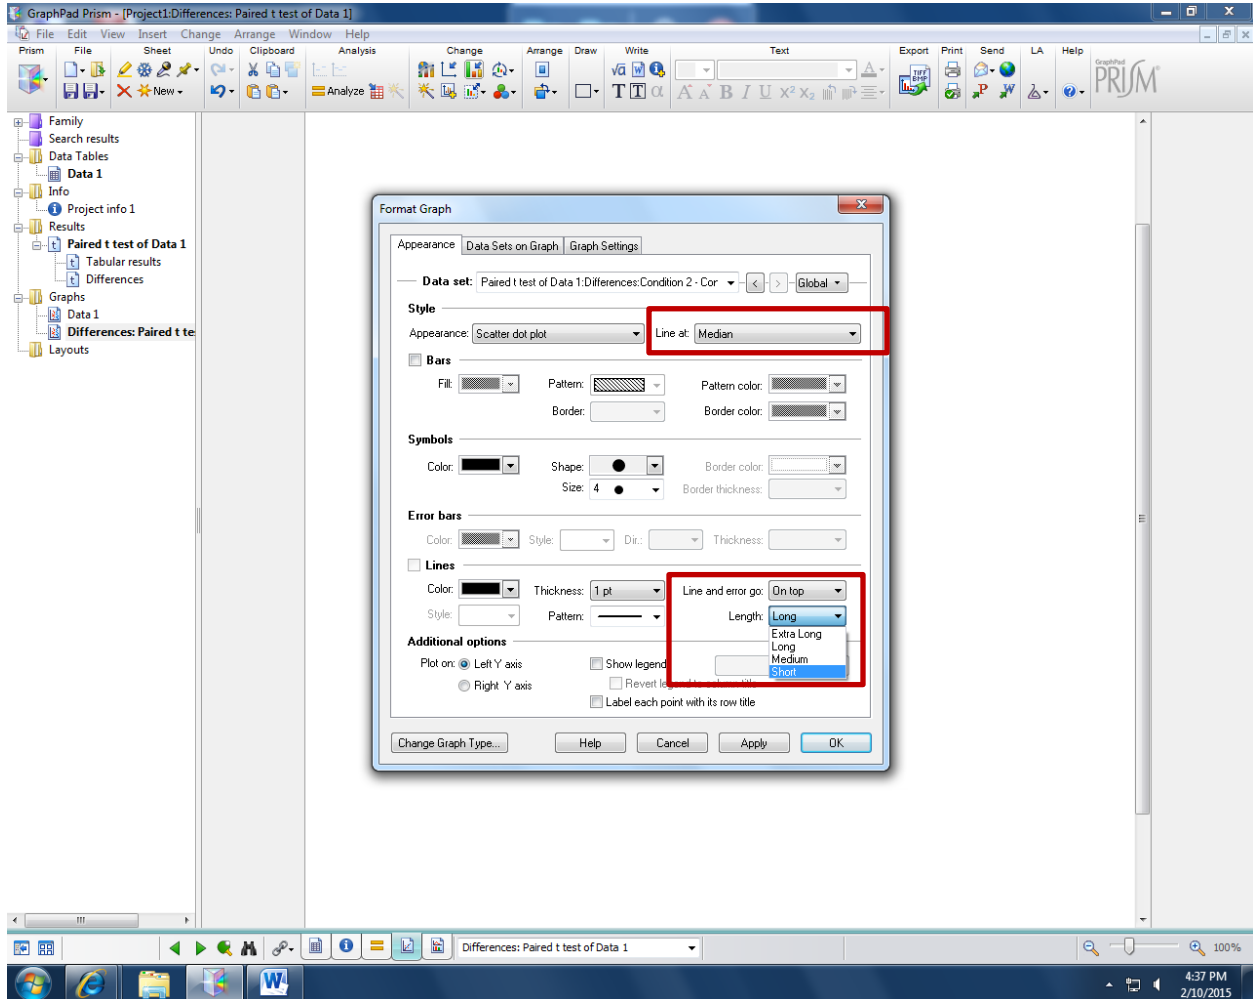 GraphPad Prism - [Project1:Differences: Paired t test of Data 1]
File Edit View Insert Change Arrange Window Help
Prism File Sheet Undo Clipboard Analysis Change Arrange Draw Write Text Export Print Send LA Help
New
Analyze
GraphPad
PRISM
Family
Search results
Data Tables
Data 1
Info
Project info 1
Results
Paired t test of Data 1
Tabular results
Differences
Graphs
Data 1
Differences: Paired t te
Layouts
Format Graph
Appearance Data Sets on Graph Graph Settings
Data set: Paired t test of Data 1:Differences:Condition 2 - Cor < > Global
Style
Appearance: Scatter dot plot Line at: Median
Bars
Fill: Pattern: Pattern color:
Border: Border color:
Symbols
Color: Shape: Border color:
Size: 4 Border thickness:
Error bars
Color: Style: Dir.: Thickness:
Lines
Color: Thickness: 1 pt Line and error go: On top
Style: Pattern: Length: Long
Extra Long
Long
Medium
Short
Additional options
Plot on: Left Y axis Show legend
Right Y axis
Label each point with its row title
Change Graph Type... Help Cancel Apply OK
Differences: Paired t test of Data 1 100%
4:37 PM
2/10/2015